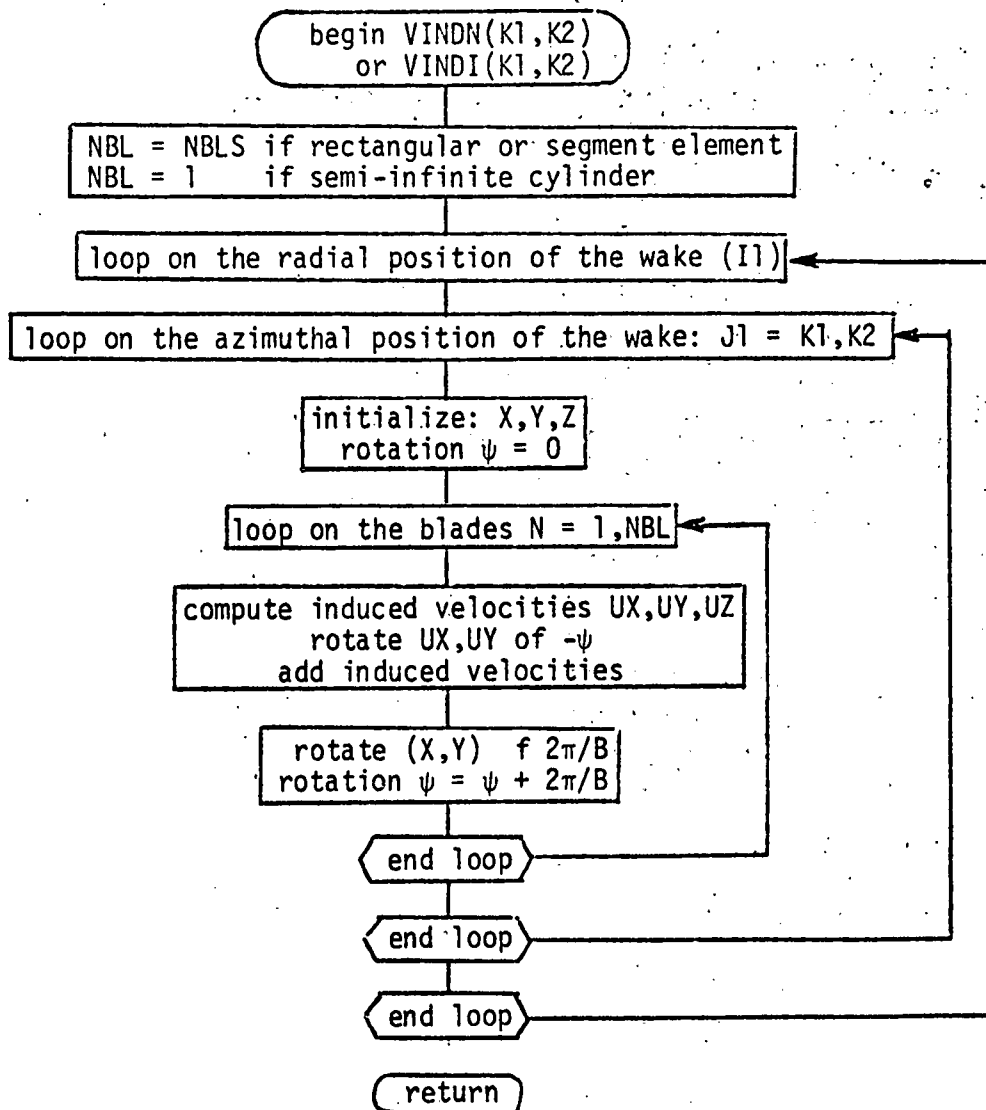 begin VINDN(K1,K2)
or VINDI(K1,K2)
NBL = NBLS if rectangular or segment element
NBL = 1 if semi-infinite cylinder
loop on the radial position of the wake (I1)
loop on the azimuthal position of the wake: J1 = K1,K2
initialize: X,Y,Z
rotation ψ = 0
loop on the blades N = 1,NBL
compute induced velocities UX,UY,UZ
rotate UX,UY of -ψ
add induced velocities
rotate (X,Y) f 2π/B
rotation ψ = ψ + 2π/B
end loop
end loop
end loop
return